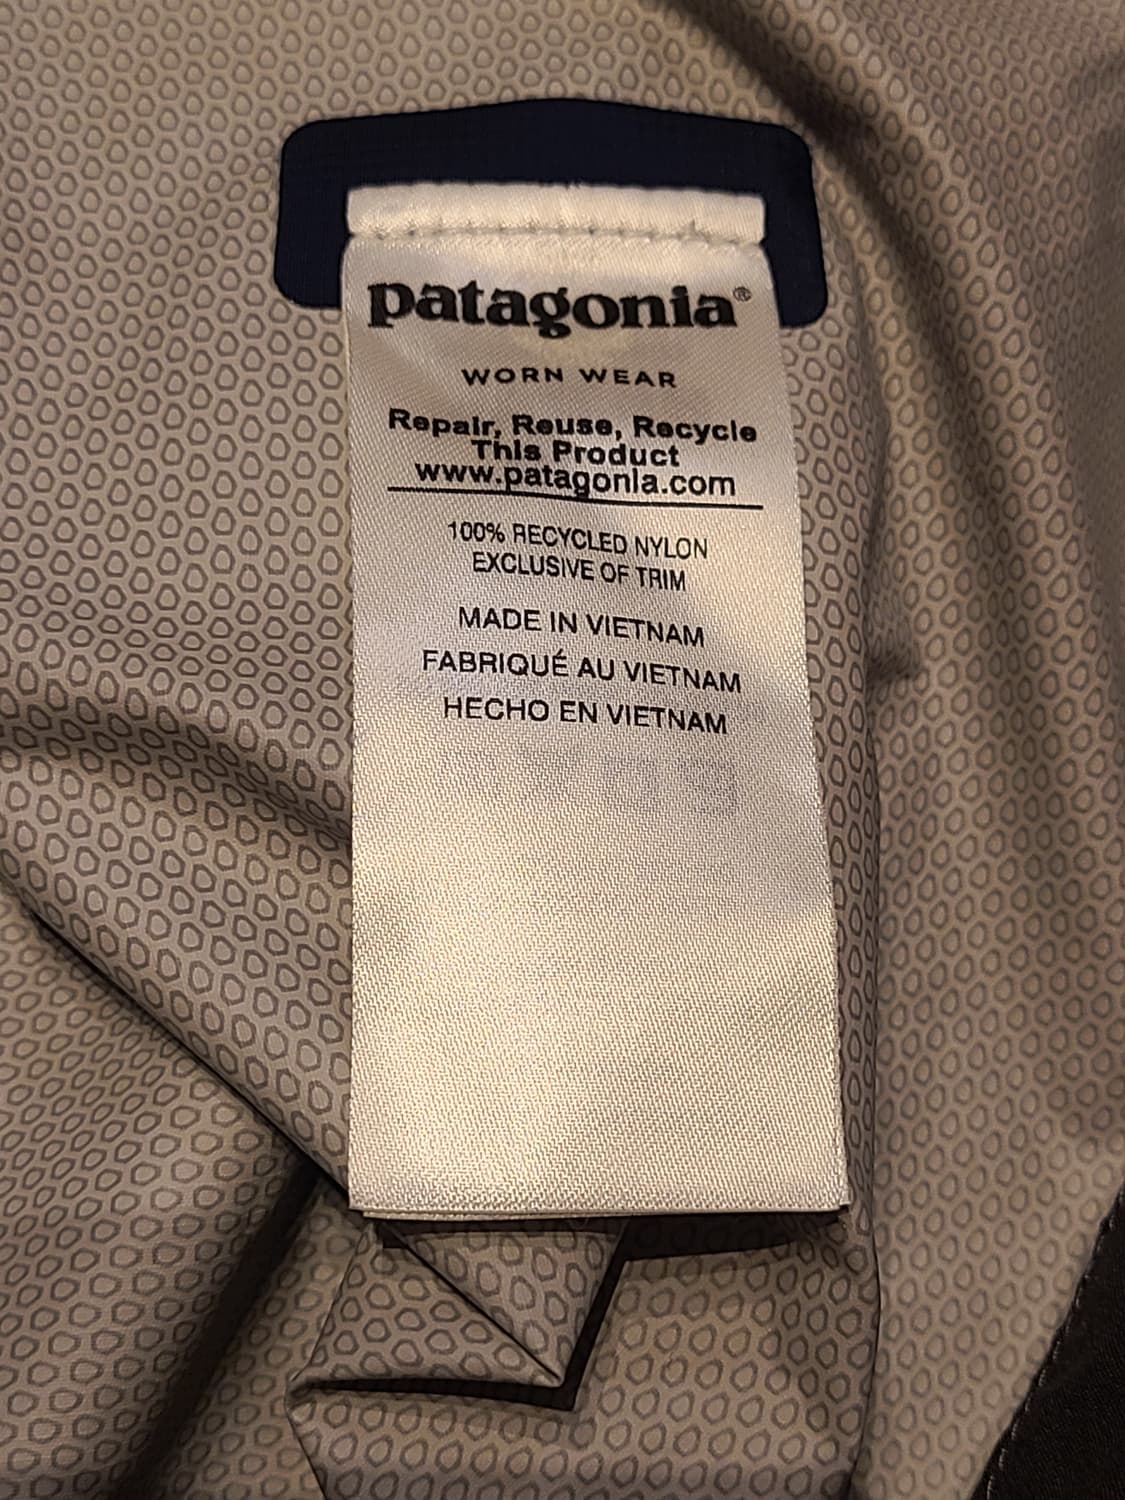 patagonia®
WORN WEAR
Repair, Reuse, Recycle
This Product
www.patagonia.com
100% RECYCLED NYLON
EXCLUSIVE OF TRIM
MADE IN VIETNAM
FABRIQUÉ AU VIETNAM
HECHO EN VIETNAM